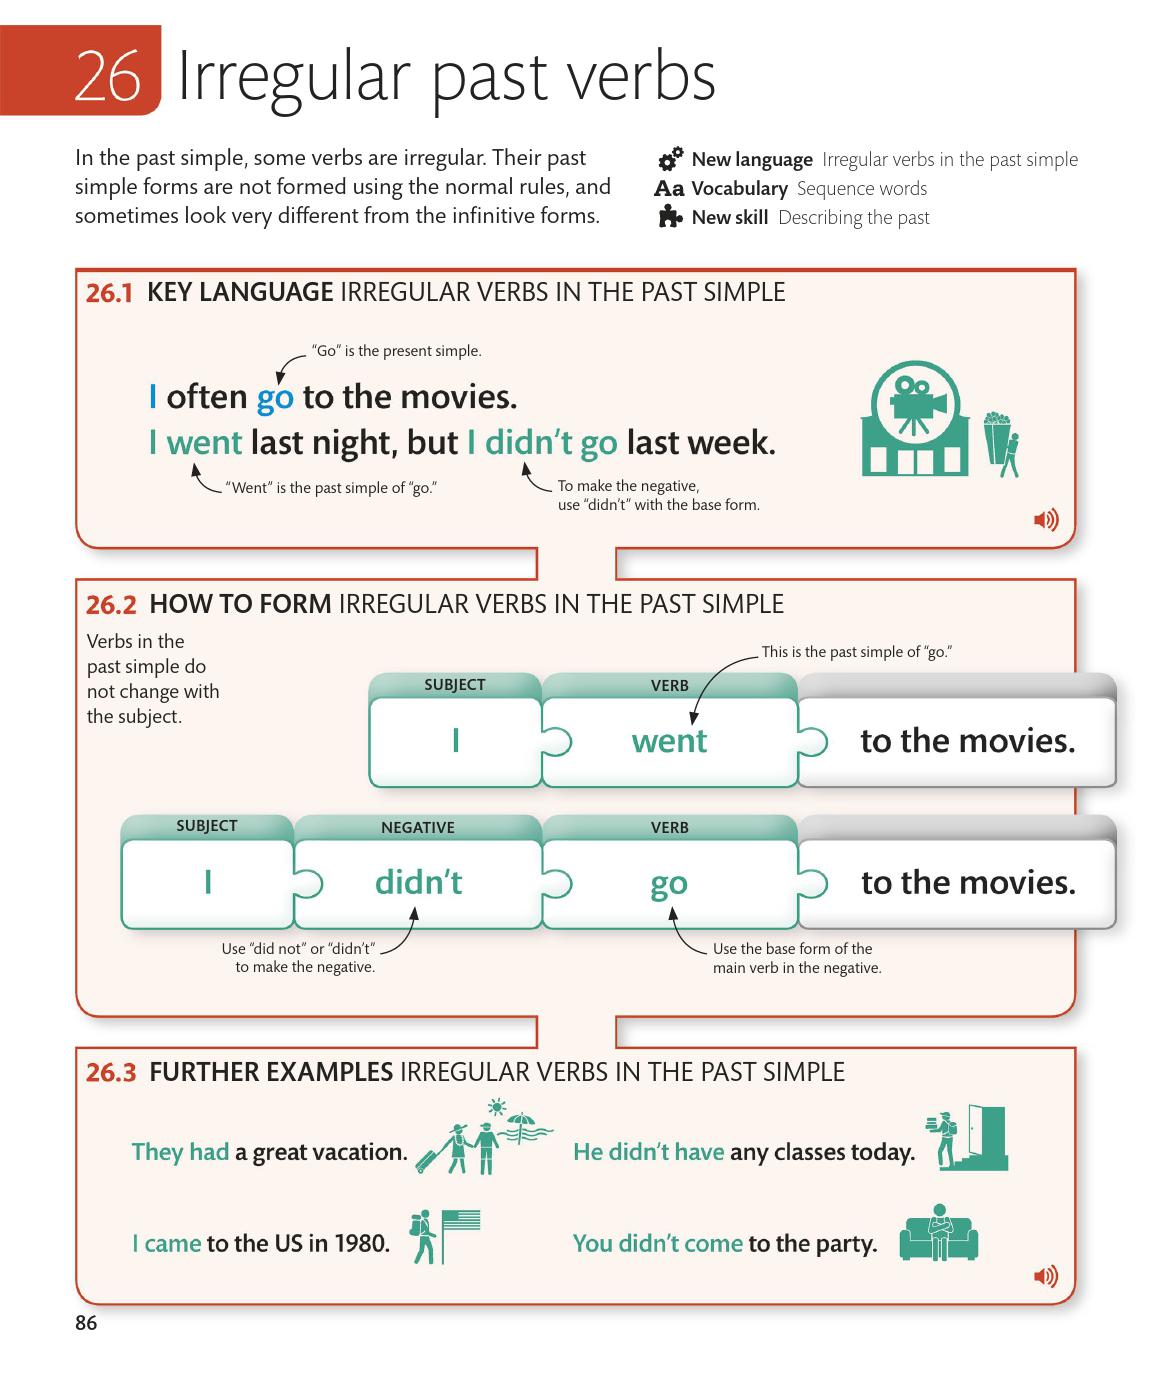 26 Irregular past verbs
In the past simple, some verbs are irregular. Their past
simple forms are not formed using the normal rules, and
sometimes look very different from the infinitive forms.
New language Irregular verbs in the past simple
Aa Vocabulary Sequence words
New skill Describing the past
26.1 KEY LANGUAGE IRREGULAR VERBS IN THE PAST SIMPLE
“Go” is the present simple.
I often go to the movies.
I went last night, but I didn’t go last week.
“Went” is the past simple of “go.”
To make the negative,
use “didn’t” with the base form.
26.2 HOW TO FORM IRREGULAR VERBS IN THE PAST SIMPLE
Verbs in the
past simple do
not change with
the subject.
This is the past simple of “go.”
SUBJECT VERB
I went to the movies.
SUBJECT NEGATIVE VERB
I didn’t go to the movies.
Use “did not” or “didn’t”
to make the negative.
Use the base form of the
main verb in the negative.
26.3 FURTHER EXAMPLES IRREGULAR VERBS IN THE PAST SIMPLE
They had a great vacation.
He didn’t have any classes today.
I came to the US in 1980.
You didn’t come to the party.
86